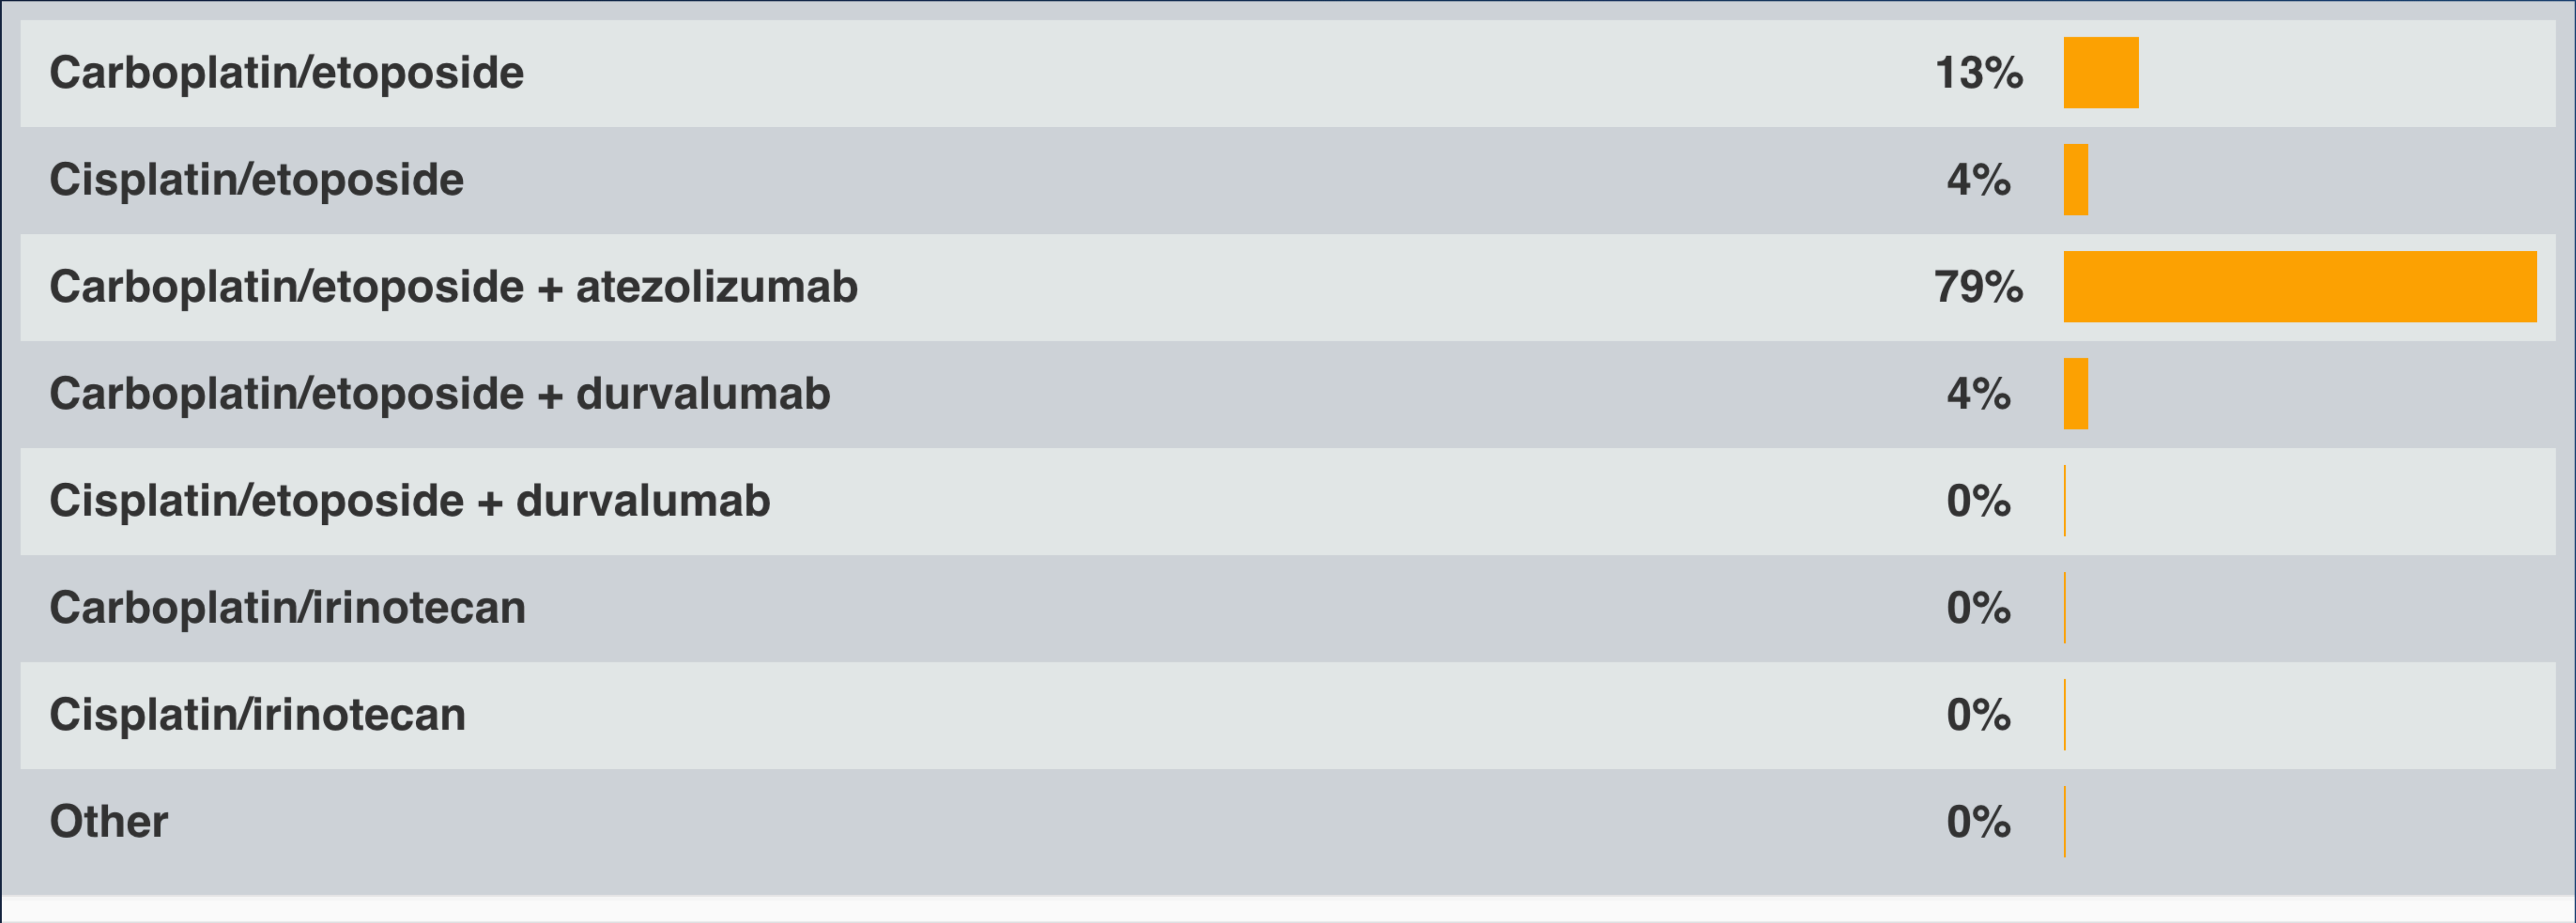 Carboplatin/etoposide 13%
Cisplatin/etoposide 4%
Carboplatin/etoposide + atezolizumab 79%
Carboplatin/etoposide + durvalumab 4%
Cisplatin/etoposide + durvalumab 0%
Carboplatin/irinotecan 0%
Cisplatin/irinotecan 0%
Other 0%